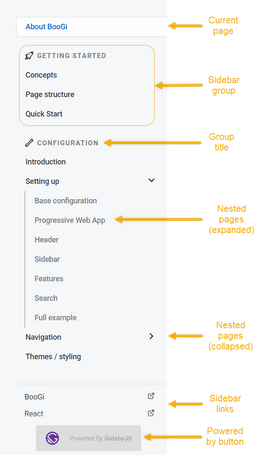 About BooGi
Current
page
GETTING STARTED
Concepts
Page structure
Quick Start
Sidebar
group
CONFIGURATION
Group
title
Introduction
Setting up
Base configuration
Progressive Web App
Header
Sidebar
Features
Search
Full example
Nested
pages
(expanded)
Navigation
Themes / styling
Nested
pages
(collapsed)
BooGi
React
Sidebar
links
Powered By GatsbyJS
Powered
by button